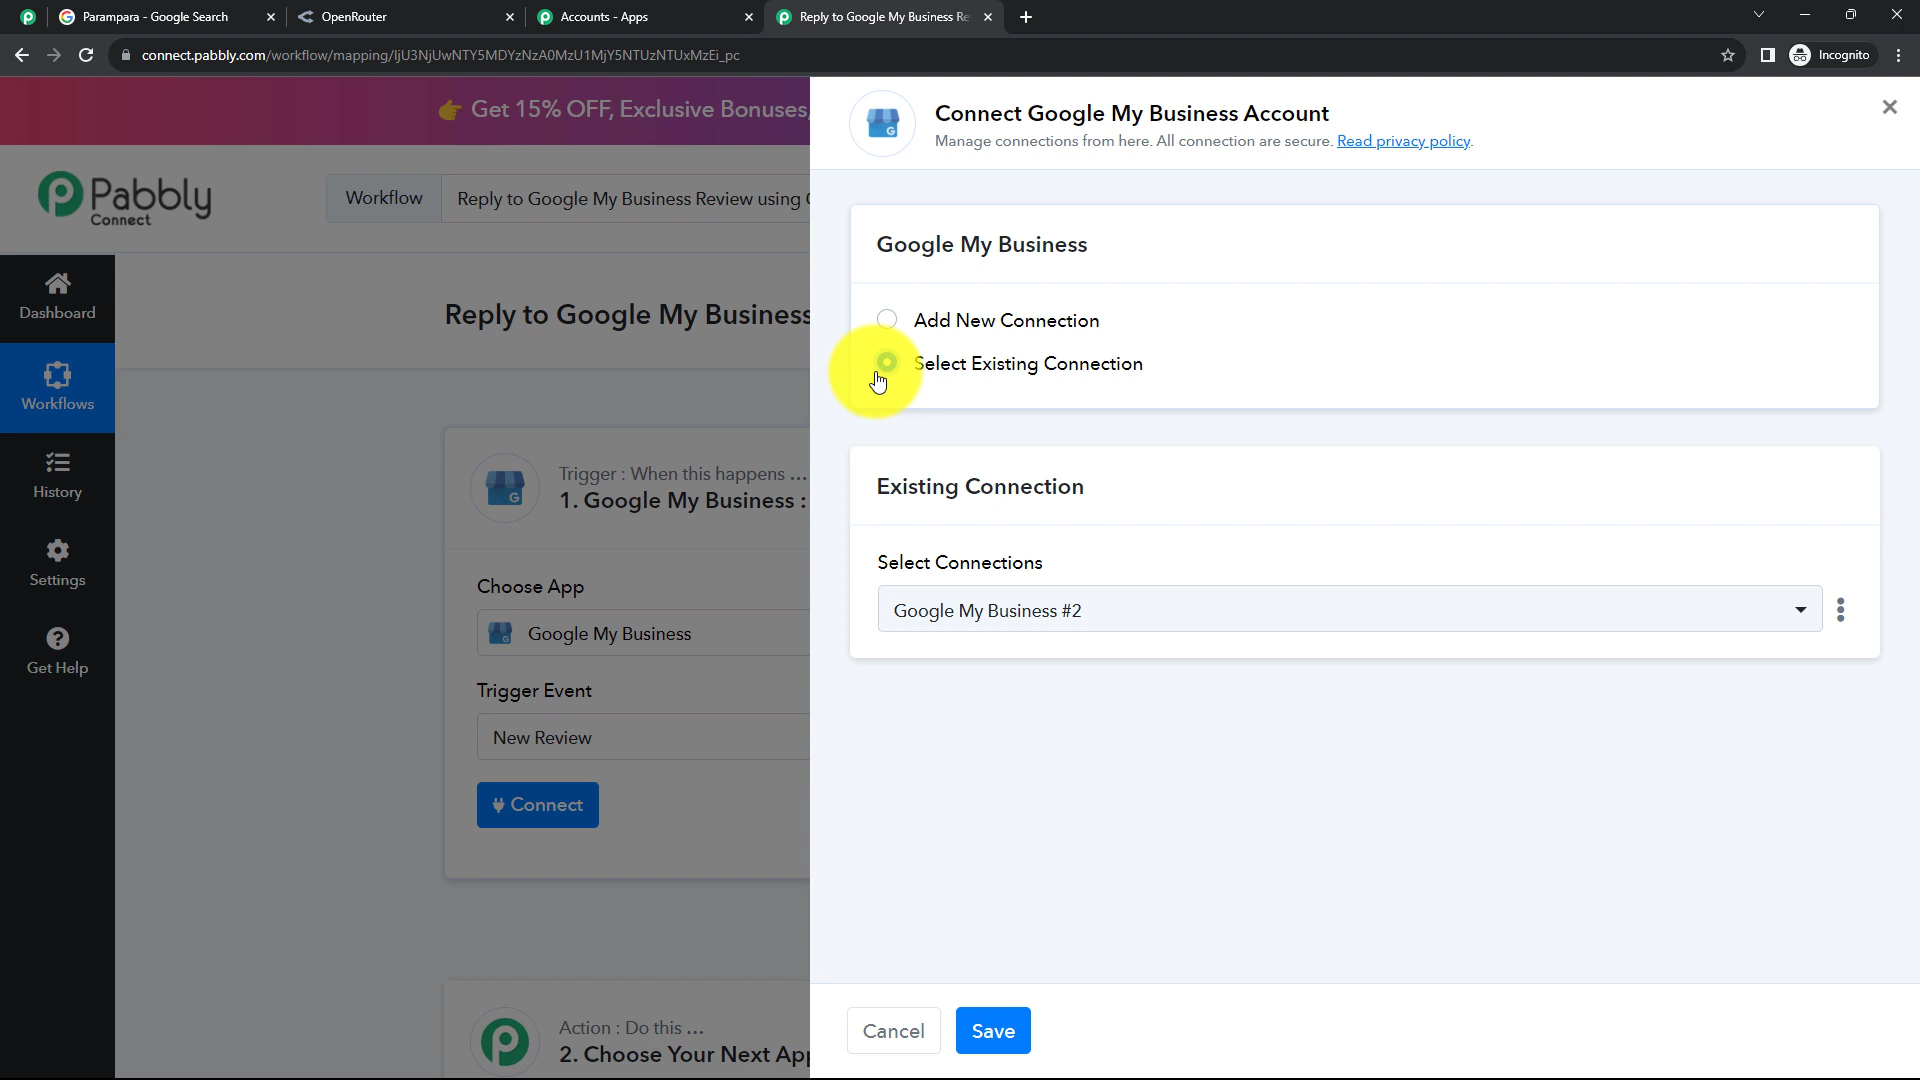 Parampara - Google Search
OpenRouter
Accounts - Apps
Reply to Google My Business Re
connect.pabbly.com/workflow/mapping/IjU3NjUwNTY5MDYzNzA0MzU1MjY5NTUzNTUxMzEi_pc
Incognito
Get 15% OFF, Exclusive Bonuses,
Pabbly
Connect
Workflow
Reply to Google My Business Review using
Dashboard
Workflows
History
Settings
Get Help
Reply to Google My Business
Trigger : When this happens ...
1. Google My Business :
Choose App
Google My Business
Trigger Event
New Review
Connect
Action : Do this ...
2. Choose Your Next App
Connect Google My Business Account
Manage connections from here. All connection are secure. Read privacy policy.
Google My Business
Add New Connection
Select Existing Connection
Existing Connection
Select Connections
Google My Business #2
Cancel
Save